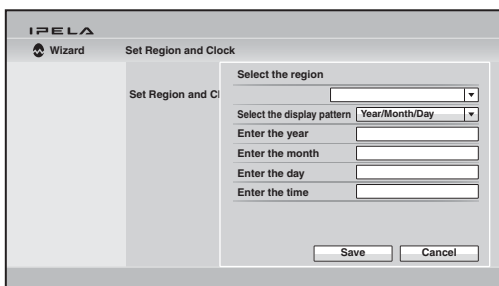 IPELA
Wizard Set Region and Clock
Select the region
Set Region and Cl
Select the display pattern Year/Month/Day
Enter the year
Enter the month
Enter the day
Enter the time
Save Cancel